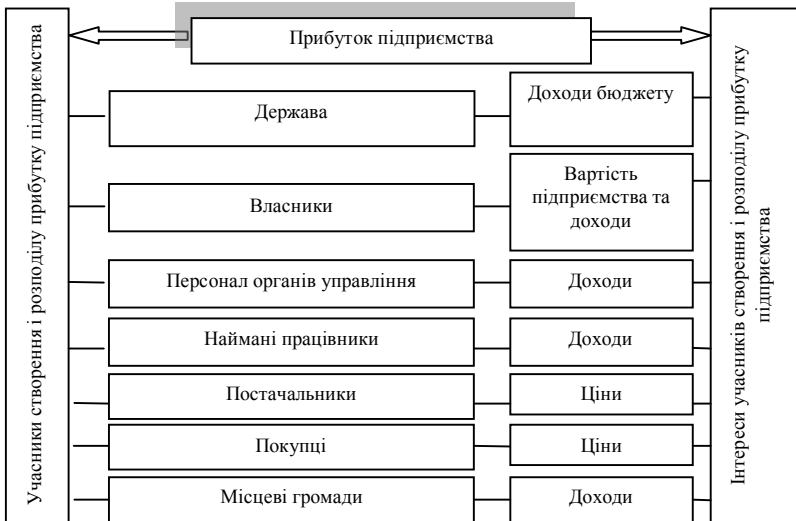 Прибуток підприємства
Учасники створення і розподілу прибутку підприємства
Держава
Доходи бюджету
Власники
Вартість
підприємства та
доходи
Персонал органів управління
Доходи
Наймані працівники
Доходи
Постачальники
Ціни
Покупці
Ціни
Місцеві громади
Доходи
Інтереси учасників створення і розподілу прибутку
підприємства